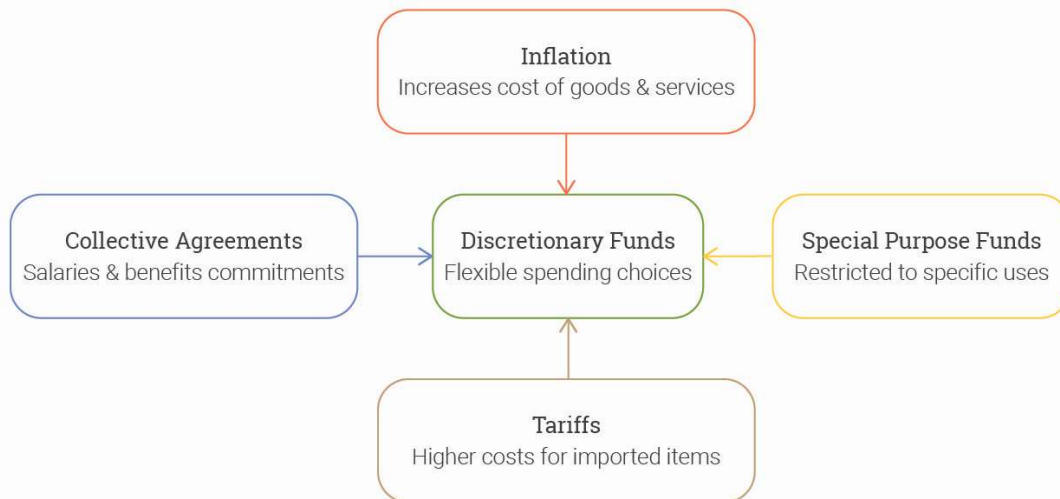 Inflation
Increases cost of goods & services
Collective Agreements
Salaries & benefits commitments
Discretionary Funds
Flexible spending choices
Special Purpose Funds
Restricted to specific uses
Tariffs
Higher costs for imported items